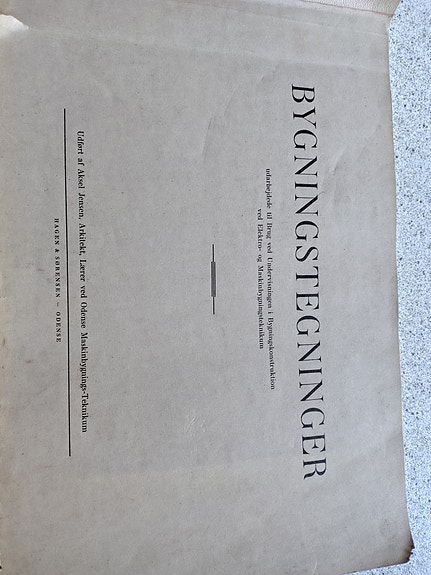 BYGNINGSTEGNINGER
udarbejdede til Brug ved Undervisningen i Bygningskonstruktion
ved Elektro- og Maskinbygningsteknikum
Udført af Aksel Jensen, Arkitekt, Lærer ved Odense Maskinbygnings-Teknikum
HAGEN & SØRENSEN – ODENSE